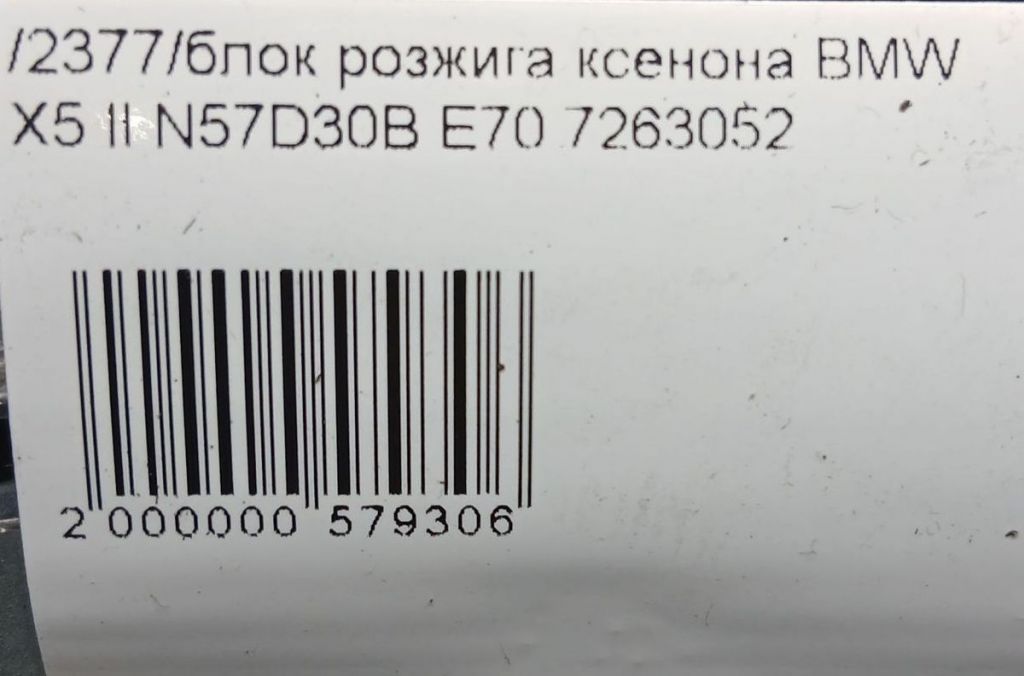 /2377/блок розжига ксенона BMW
X5 II N57D30B E70 7263052
2 000000 579306